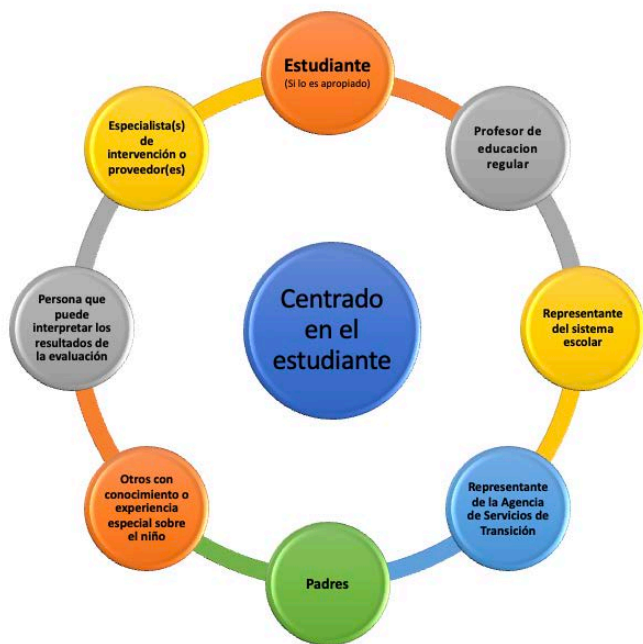 Estudiante
(Si lo es apropiado)
Profesor de
educacion
regular
Representante
del sistema
escolar
Representante
de la Agencia
de Servicios de
Transición
Padres
Otros con
conocimiento o
experiencia
especial sobre
el niño
Persona que
puede
interpretar los
resultados de
la evaluación
Especialista(s)
de
intervención o
proveedor(es)
Centrado
en el
estudiante